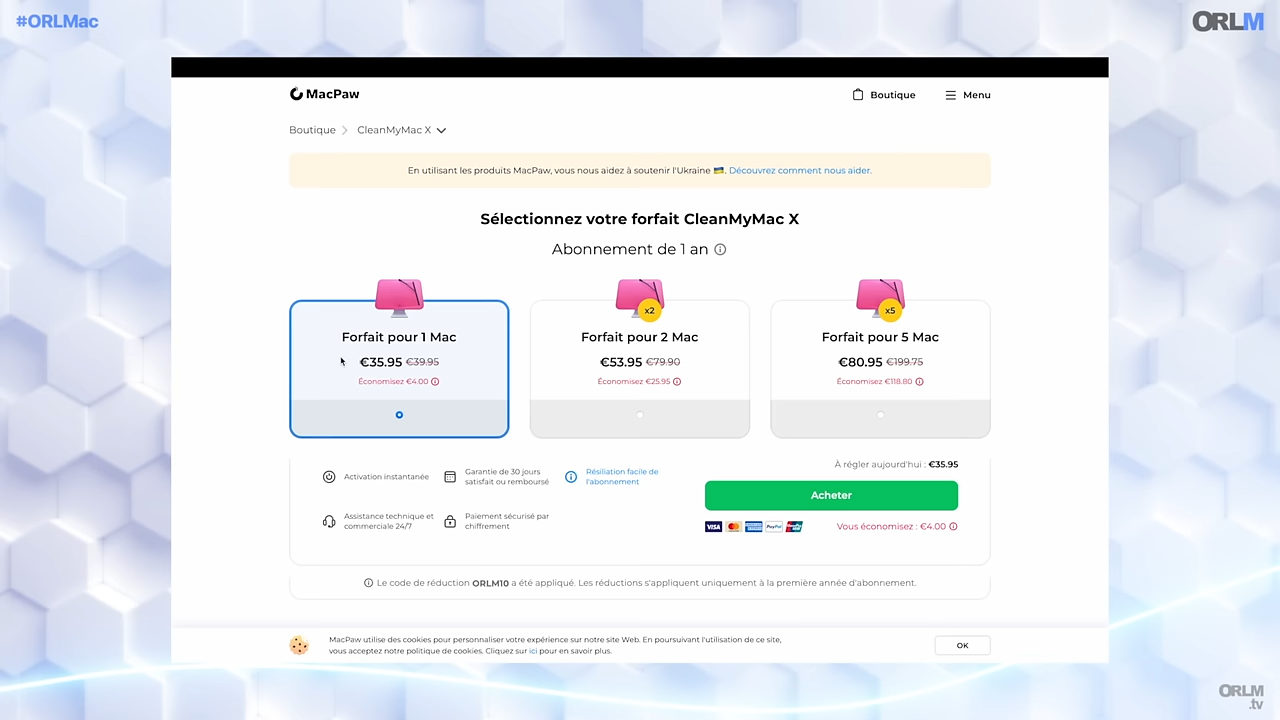 #ORLMac
ORLM
MacPaw
Boutique
Menu
Boutique
CleanMyMac X
En utilisant les produits MacPaw, vous nous aidez à soutenir l'Ukraine 🇺🇦. Découvrez comment nous aider.
Sélectionnez votre forfait CleanMyMac X
Abonnement de 1 an
Forfait pour 1 Mac
€35.95 €39.95
Économisez €4.00
x2
Forfait pour 2 Mac
€53.95 €79.90
Économisez €25.95
x5
Forfait pour 5 Mac
€80.95 €199.75
Économisez €118.80
Activation instantanée
Garantie de 30 jours
satisfait ou remboursé
Résiliation facile de
l'abonnement
Assistance technique et
commerciale 24/7
Paiement sécurisé par
chiffrement
À régler aujourd'hui : €35.95
Acheter
VISA
PayPal
Vous économisez : €4.00
Le code de réduction ORLM10 a été appliqué. Les réductions s'appliquent uniquement à la première année d'abonnement.
MacPaw utilise des cookies pour personnaliser votre expérience sur notre site Web. En poursuivant l'utilisation de ce site,
vous acceptez notre politique de cookies. Cliquez sur ici pour en savoir plus.
OK
ORLM
.tv